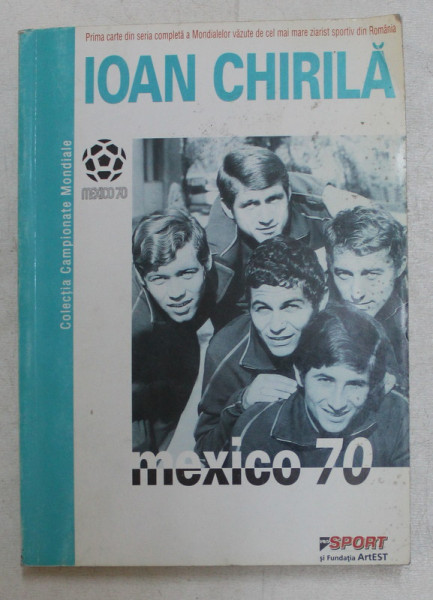 Prima carte din seria completă a Mondialelor văzute de cel mai mare ziarist sportiv din România
IOAN CHIRILĂ
Colecția Campionate Mondiale
MEXICO 70
mexico 70
SPORT
și Fundația ArtEST